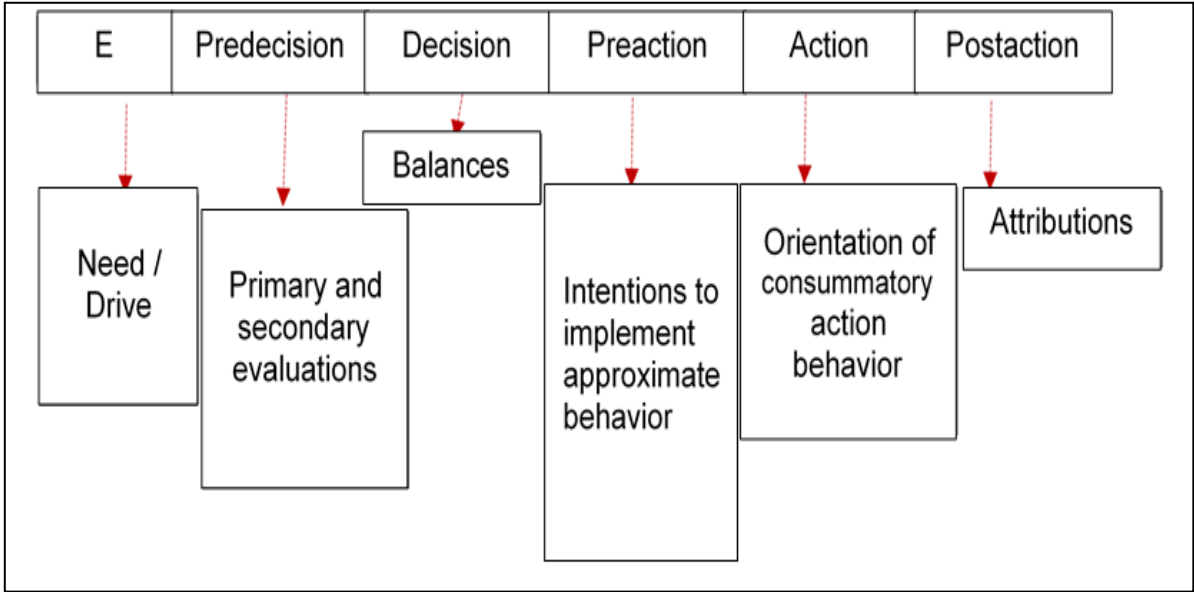 E Predecision Decision Preaction Action Postaction
Balances
Need /
Drive
Primary and
secondary
evaluations
Intentions to
implement
approximate
behavior
Orientation of
consummatory
action
behavior
Attributions